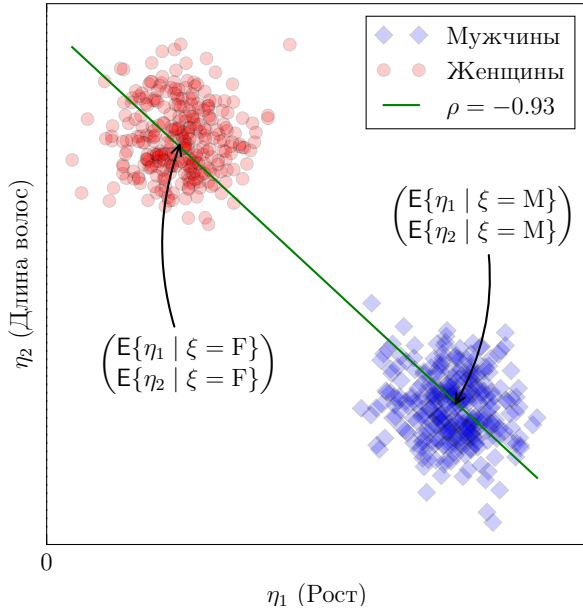 Мужчины
Женщины
ρ = −0.93
(E{η₁ | ξ = M})
(E{η₂ | ξ = M})
(E{η₁ | ξ = F})
(E{η₂ | ξ = F})
η₂ (Длина волос)
0
η₁ (Рост)